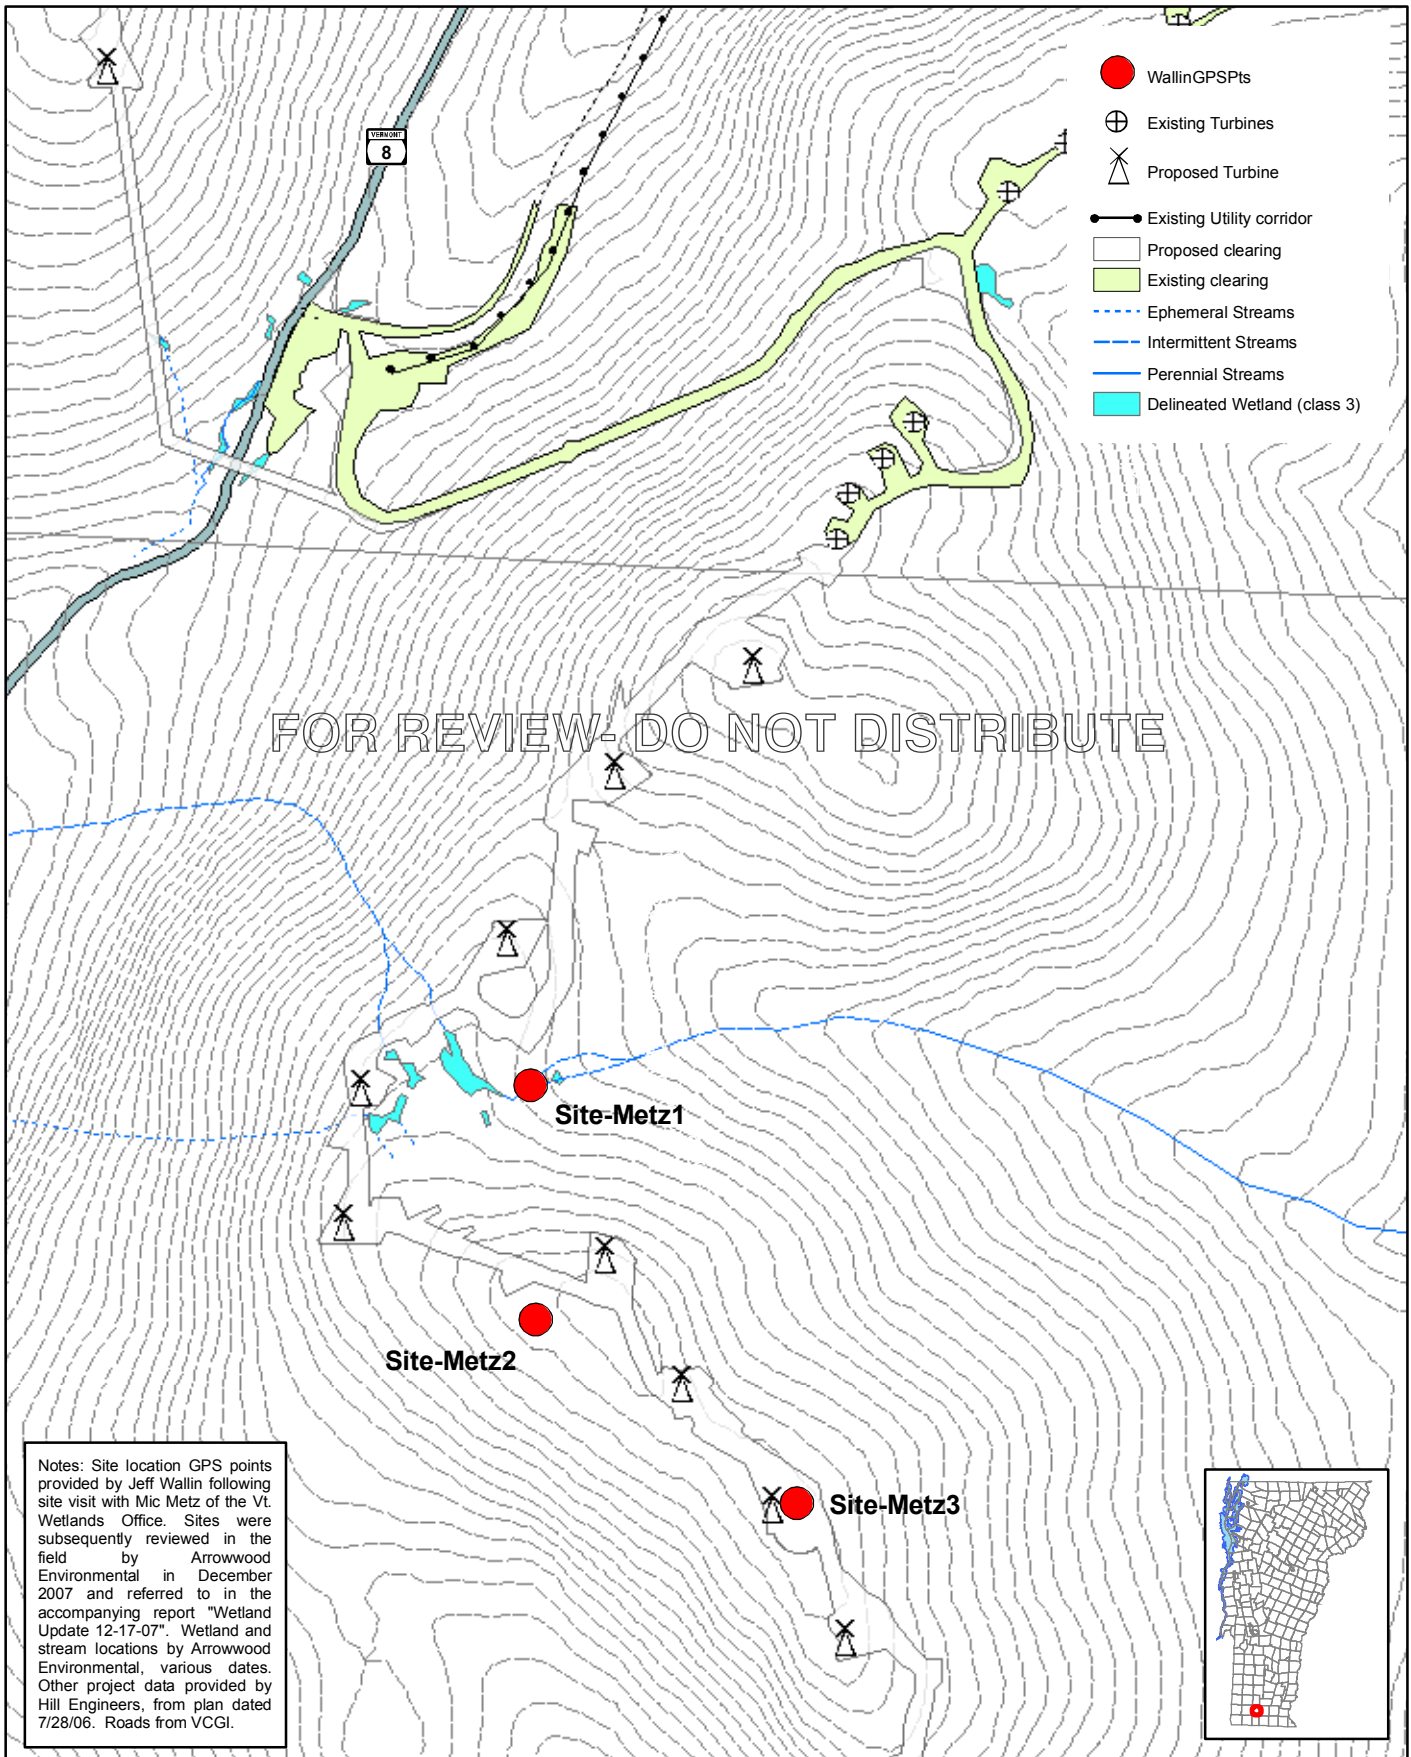 VERMONT
8
WallinGPSPts
Existing Turbines
Proposed Turbine
Existing Utility corridor
Proposed clearing
Existing clearing
Ephemeral Streams
Intermittent Streams
Perennial Streams
Delineated Wetland (class 3)
FOR REVIEW- DO NOT DISTRIBUTE
Site-Metz1
Site-Metz2
Site-Metz3
Notes: Site location GPS points
provided by Jeff Wallin following
site visit with Mic Metz of the Vt.
Wetlands Office. Sites were
subsequently reviewed in the
field by Arrowwood
Environmental in December
2007 and referred to in the
accompanying report "Wetland
Update 12-17-07". Wetland and
stream locations by Arrowwood
Environmental, various dates.
Other project data provided by
Hill Engineers, from plan dated
7/28/06. Roads from VCGI.